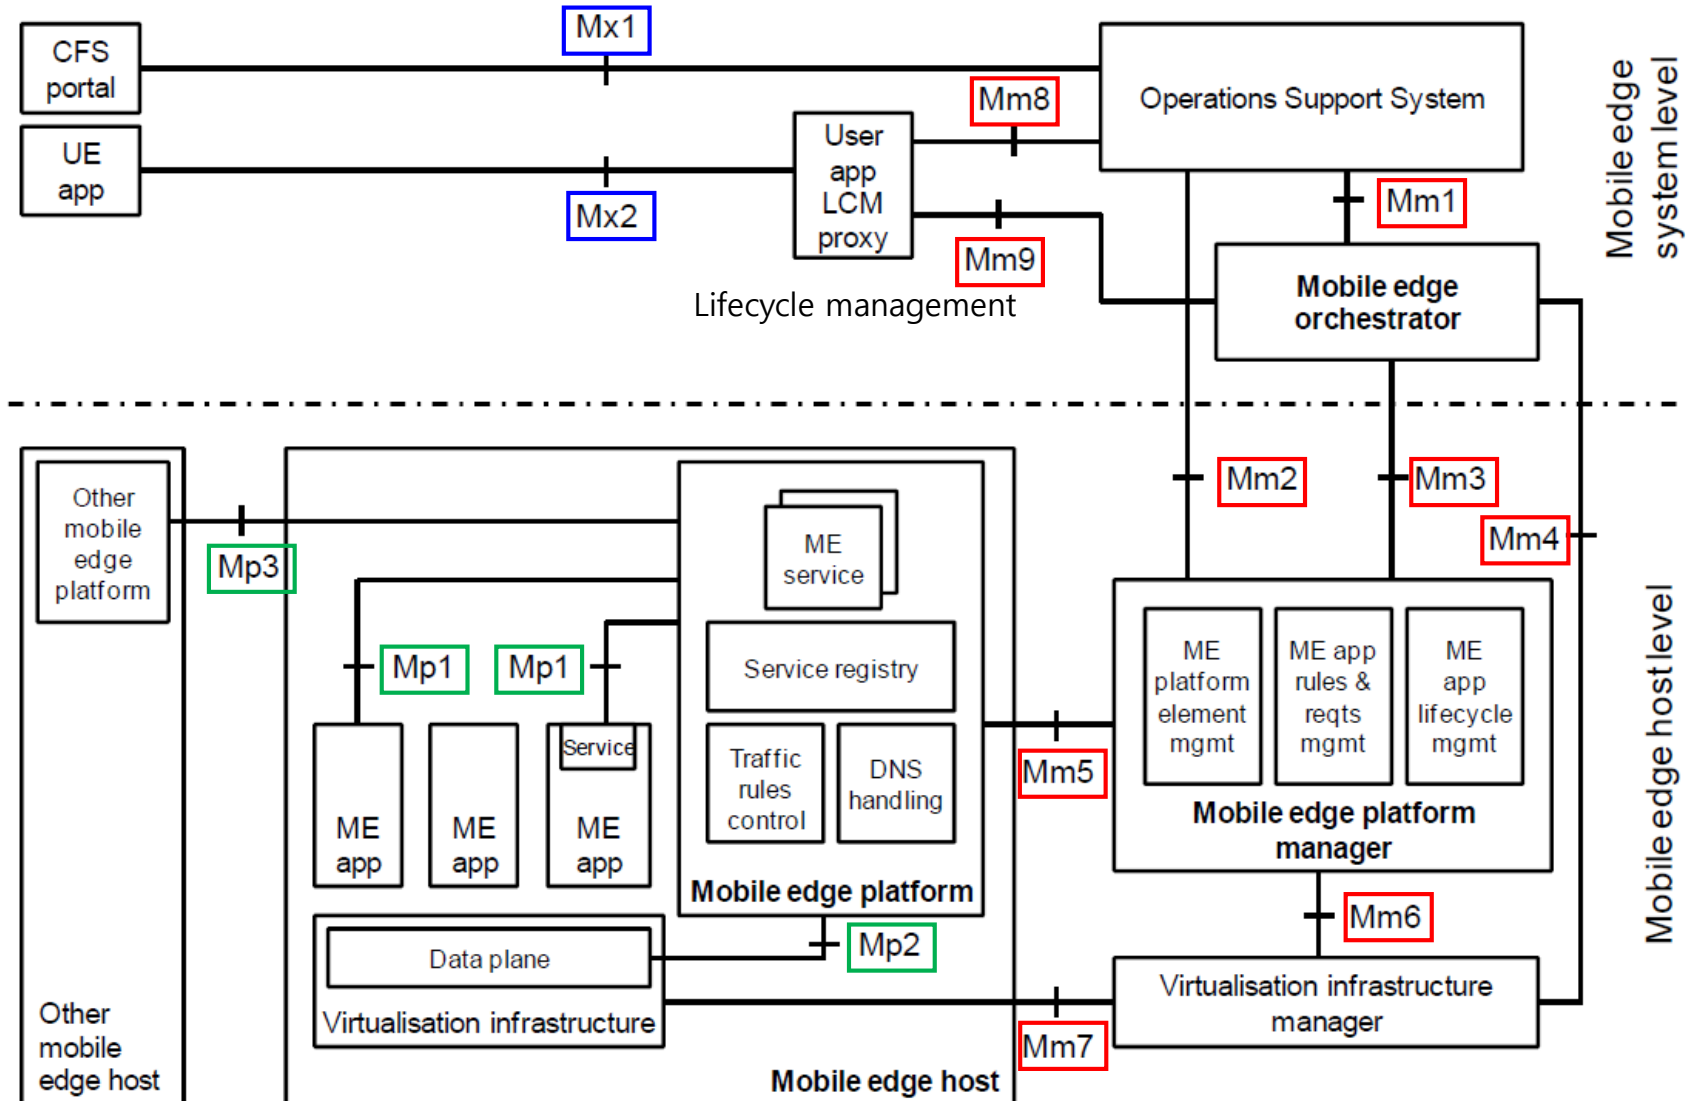 CFS
portal
Mx1
Operations Support System
Mobile edge
system level
Mm8
UE
app
User
app
LCM
proxy
Mx2
Mm1
Mm9
Lifecycle management
Mobile edge
orchestrator
Other
mobile
edge
platform
Mp3
ME
service
Mm2
Mm3
Mm4
Mobile edge host level
Mp1
Mp1
Service registry
ME
platform
element
mgmt
ME app
rules &
reqts
mgmt
ME
app
lifecycle
mgmt
Service
Traffic
rules
control
DNS
handling
Mm5
ME
app
ME
app
ME
app
Mobile edge platform
manager
Mobile edge platform
Mp2
Mm6
Data plane
Virtualisation infrastructure
Virtualisation infrastructure
manager
Mm7
Other
mobile
edge host
Mobile edge host